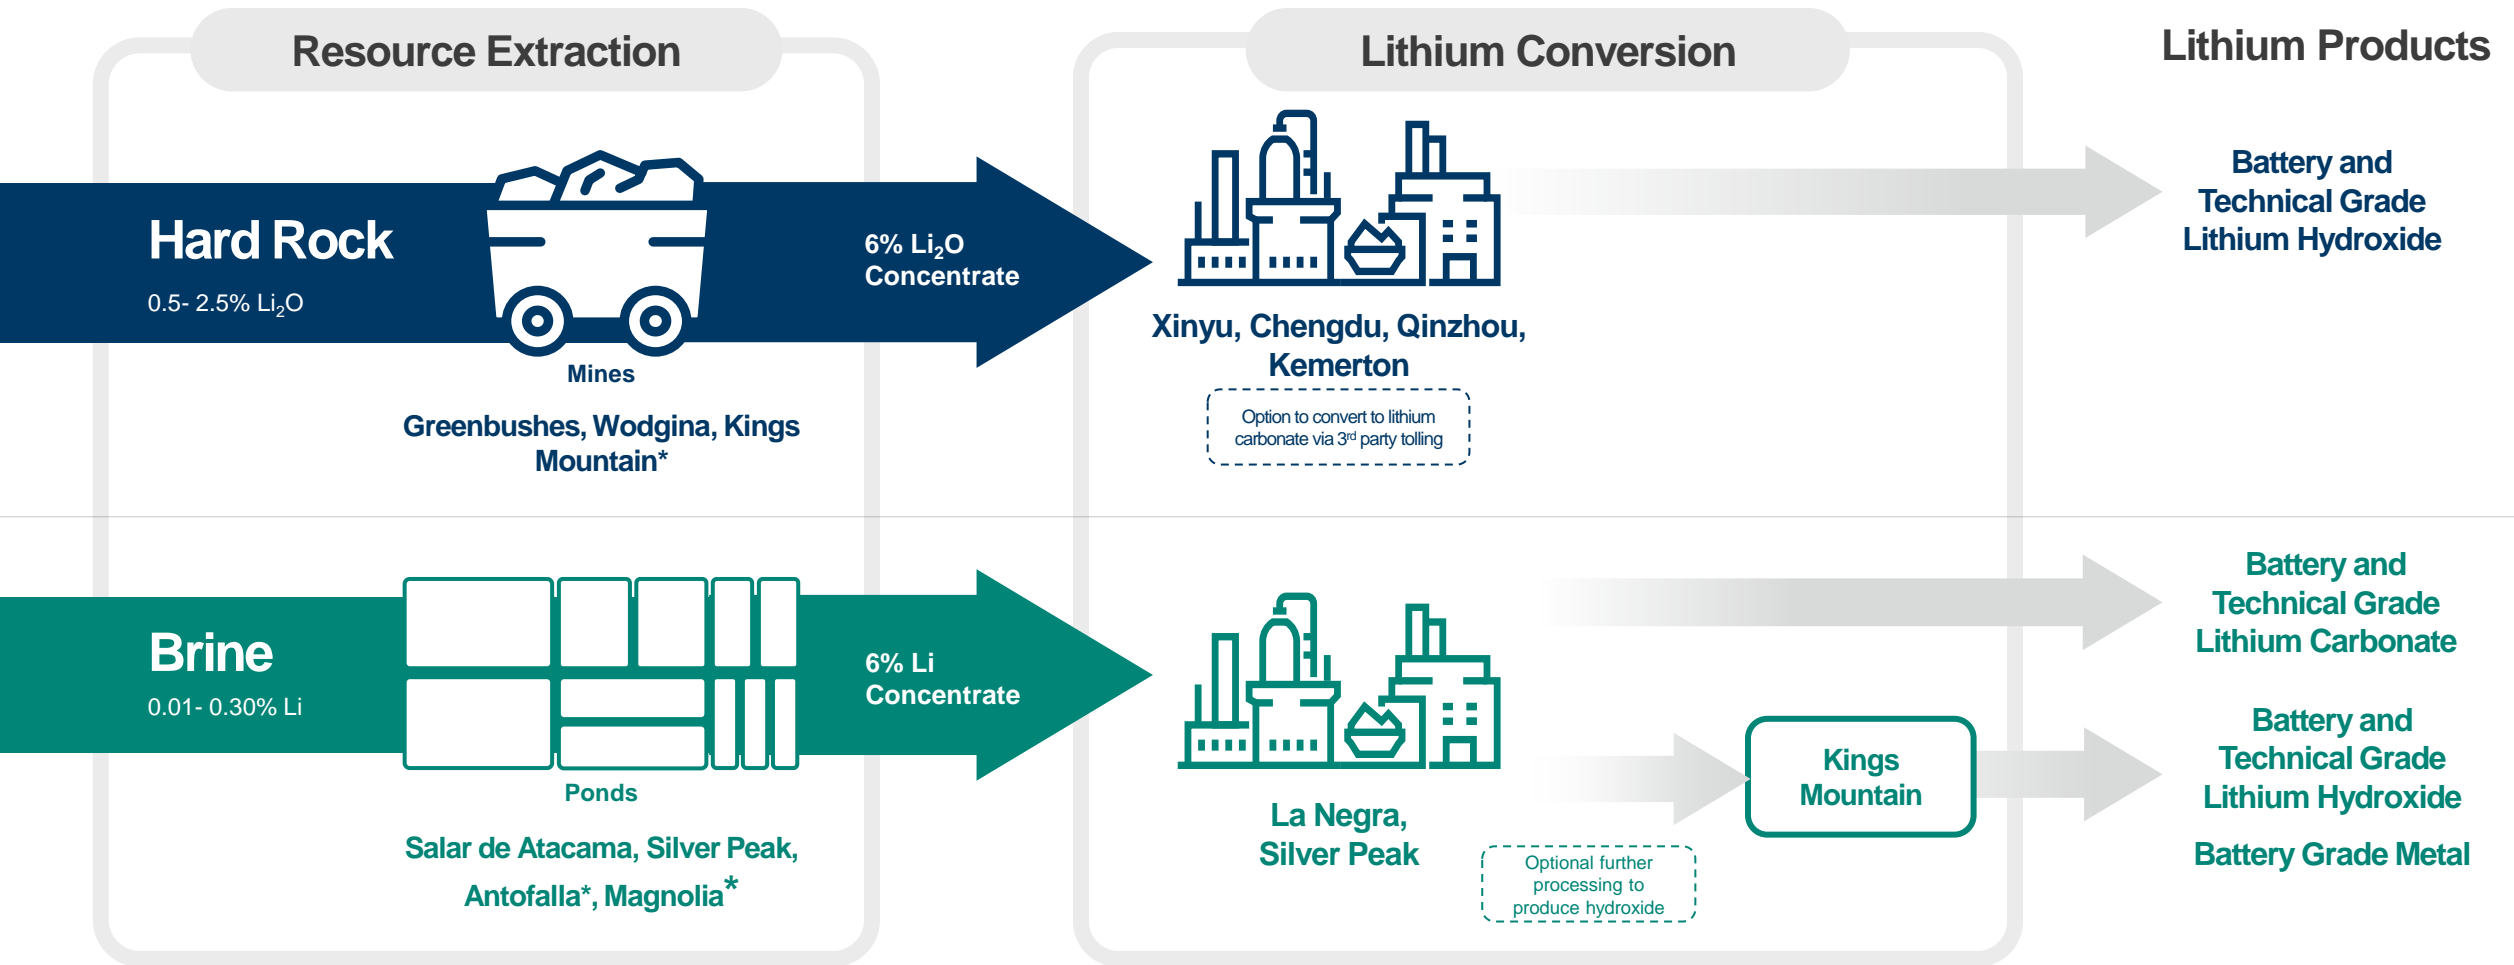 Resource Extraction
Lithium Conversion
Lithium Products
Hard Rock
0.5- 2.5% Li₂O
Mines
Greenbushes, Wodgina, Kings
Mountain*
6% Li₂O
Concentrate
Xinyu, Chengdu, Qinzhou,
Kemerton
Option to convert to lithium
carbonate via 3rd party tolling
Battery and
Technical Grade
Lithium Hydroxide
Brine
0.01- 0.30% Li
Ponds
Salar de Atacama, Silver Peak,
Antofalla*, Magnolia*
6% Li
Concentrate
La Negra,
Silver Peak
Optional further
processing to
produce hydroxide
Kings
Mountain
Battery and
Technical Grade
Lithium Carbonate
Battery and
Technical Grade
Lithium Hydroxide
Battery Grade Metal